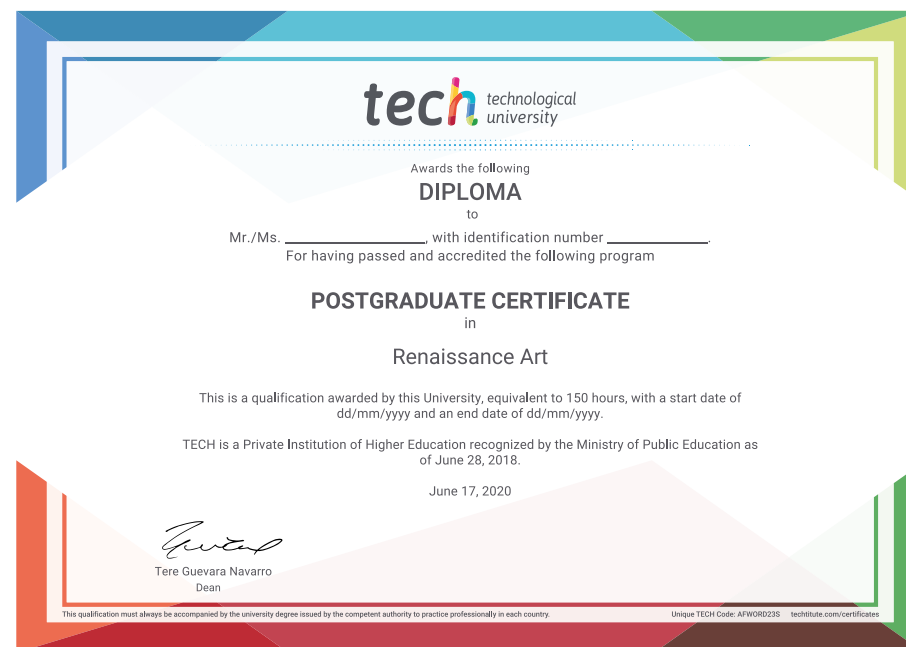 tech technological
university
Awards the following
DIPLOMA
to
Mr./Ms. ____________________, with identification number ______________.
For having passed and accredited the following program
POSTGRADUATE CERTIFICATE
in
Renaissance Art
This is a qualification awarded by this University, equivalent to 150 hours, with a start date of
dd/mm/yyyy and an end date of dd/mm/yyyy.
TECH is a Private Institution of Higher Education recognized by the Ministry of Public Education as
of June 28, 2018.
June 17, 2020
Tere Guevara Navarro
Dean
This qualification must always be accompanied by the university degree issued by the competent authority to practice professionally in each country.
Unique TECH Code: AFWORD23S techtitute.com/certificates